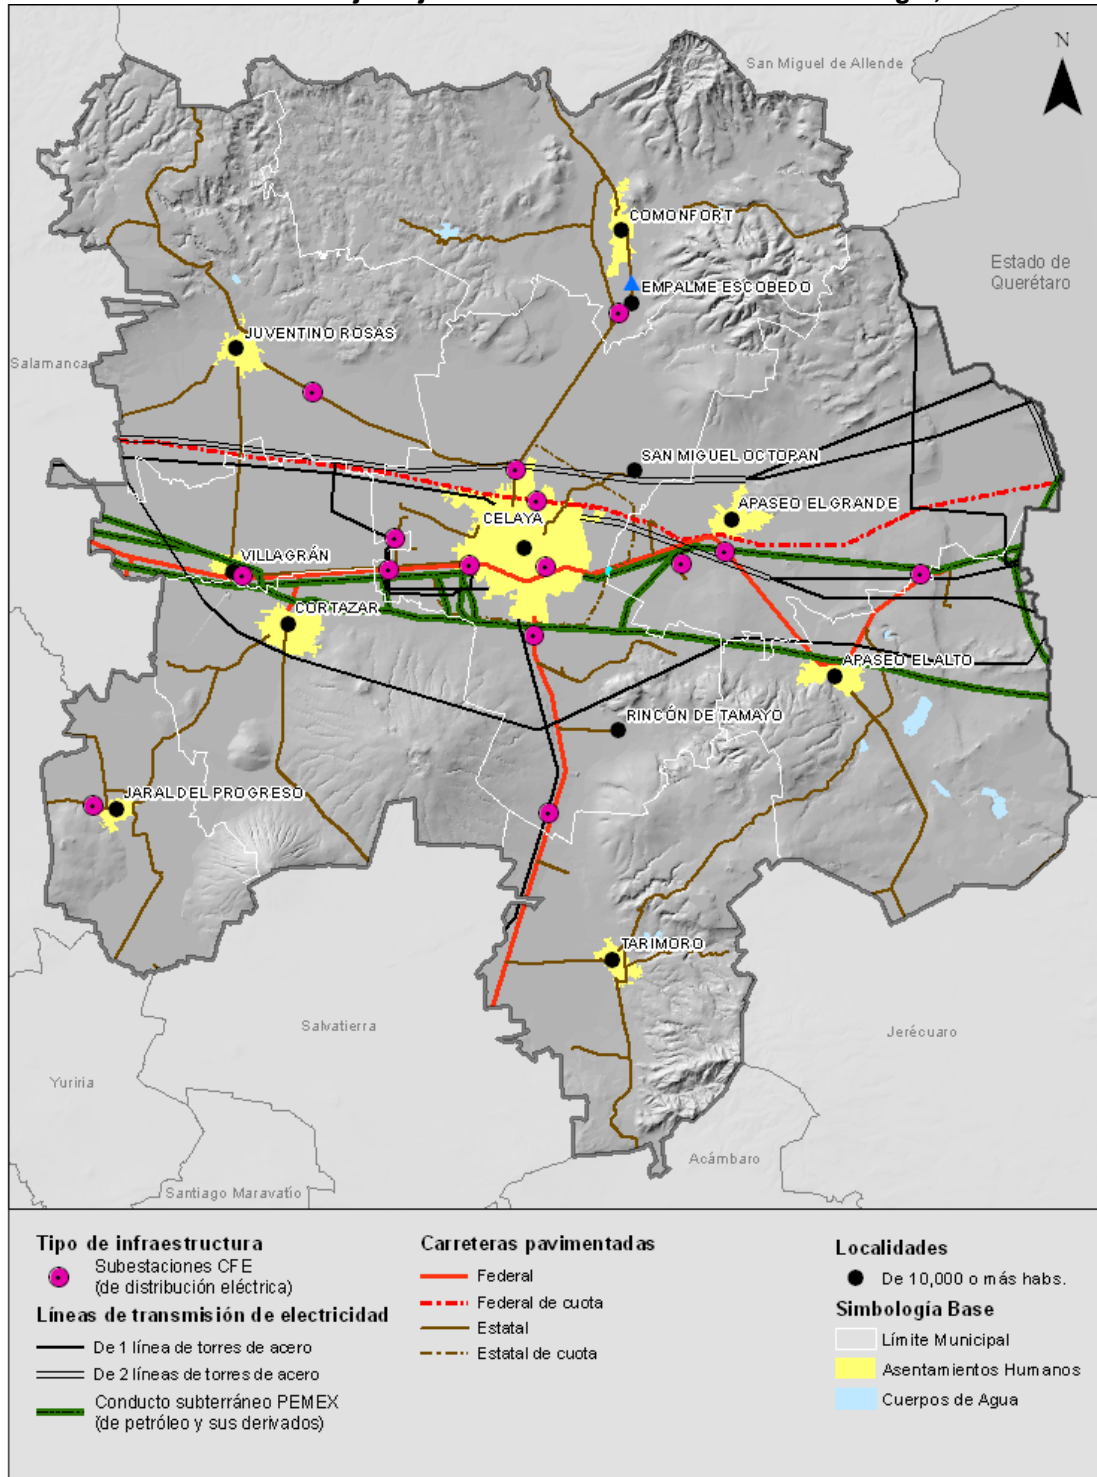 San Miguel de Allende
N
COMONFORT
Estado de
Querétaro
EMPALME ESCOBEDO
JUVENTINO ROSAS
Salamanca
SAN MIGUEL OCTOPAN
APASEO EL GRANDE
CELAYA
VILLAGRÁN
CORTAZAR
APASEO EL ALTO
RINCÓN DE TAMAYO
JARAL DEL PROGRESO
TARIMORO
Salvatierra
Jerécuaro
Yuriria
Acámbaro
Santiago Maravatío
Tipo de infraestructura
Subestaciones CFE
(de distribución eléctrica)
Líneas de transmisión de electricidad
De 1 línea de torres de acero
De 2 líneas de torres de acero
Conducto subterráneo PEMEX
(de petróleo y sus derivados)
Carreteras pavimentadas
Federal
Federal de cuota
Estatal
Estatal de cuota
Localidades
De 10,000 o más habs.
Simbología Base
Límite Municipal
Asentamientos Humanos
Cuerpos de Agua